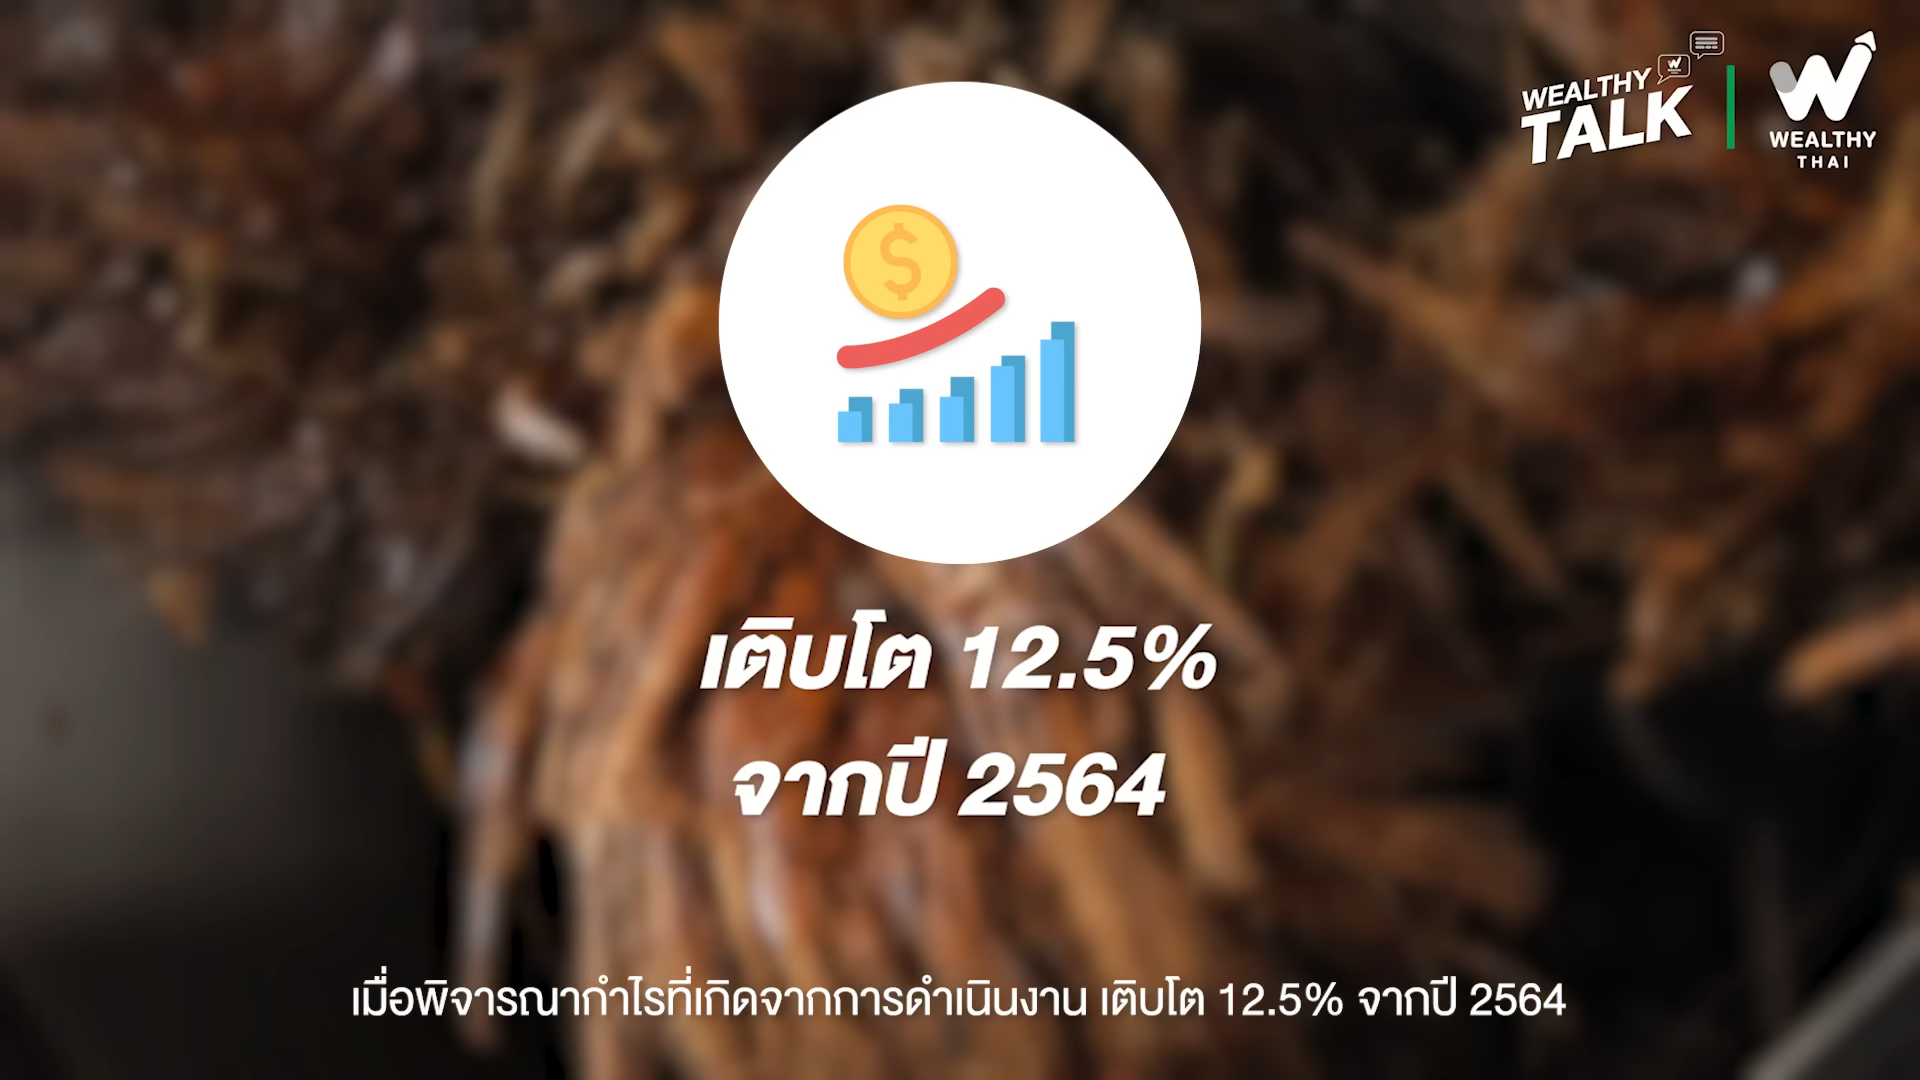 WEALTHY
TALK
WEALTHY
THAI
เติบโต 12.5%
จากปี 2564
เมื่อพิจารณากำไรที่เกิดจากการดำเนินงาน เติบโต 12.5% จากปี 2564